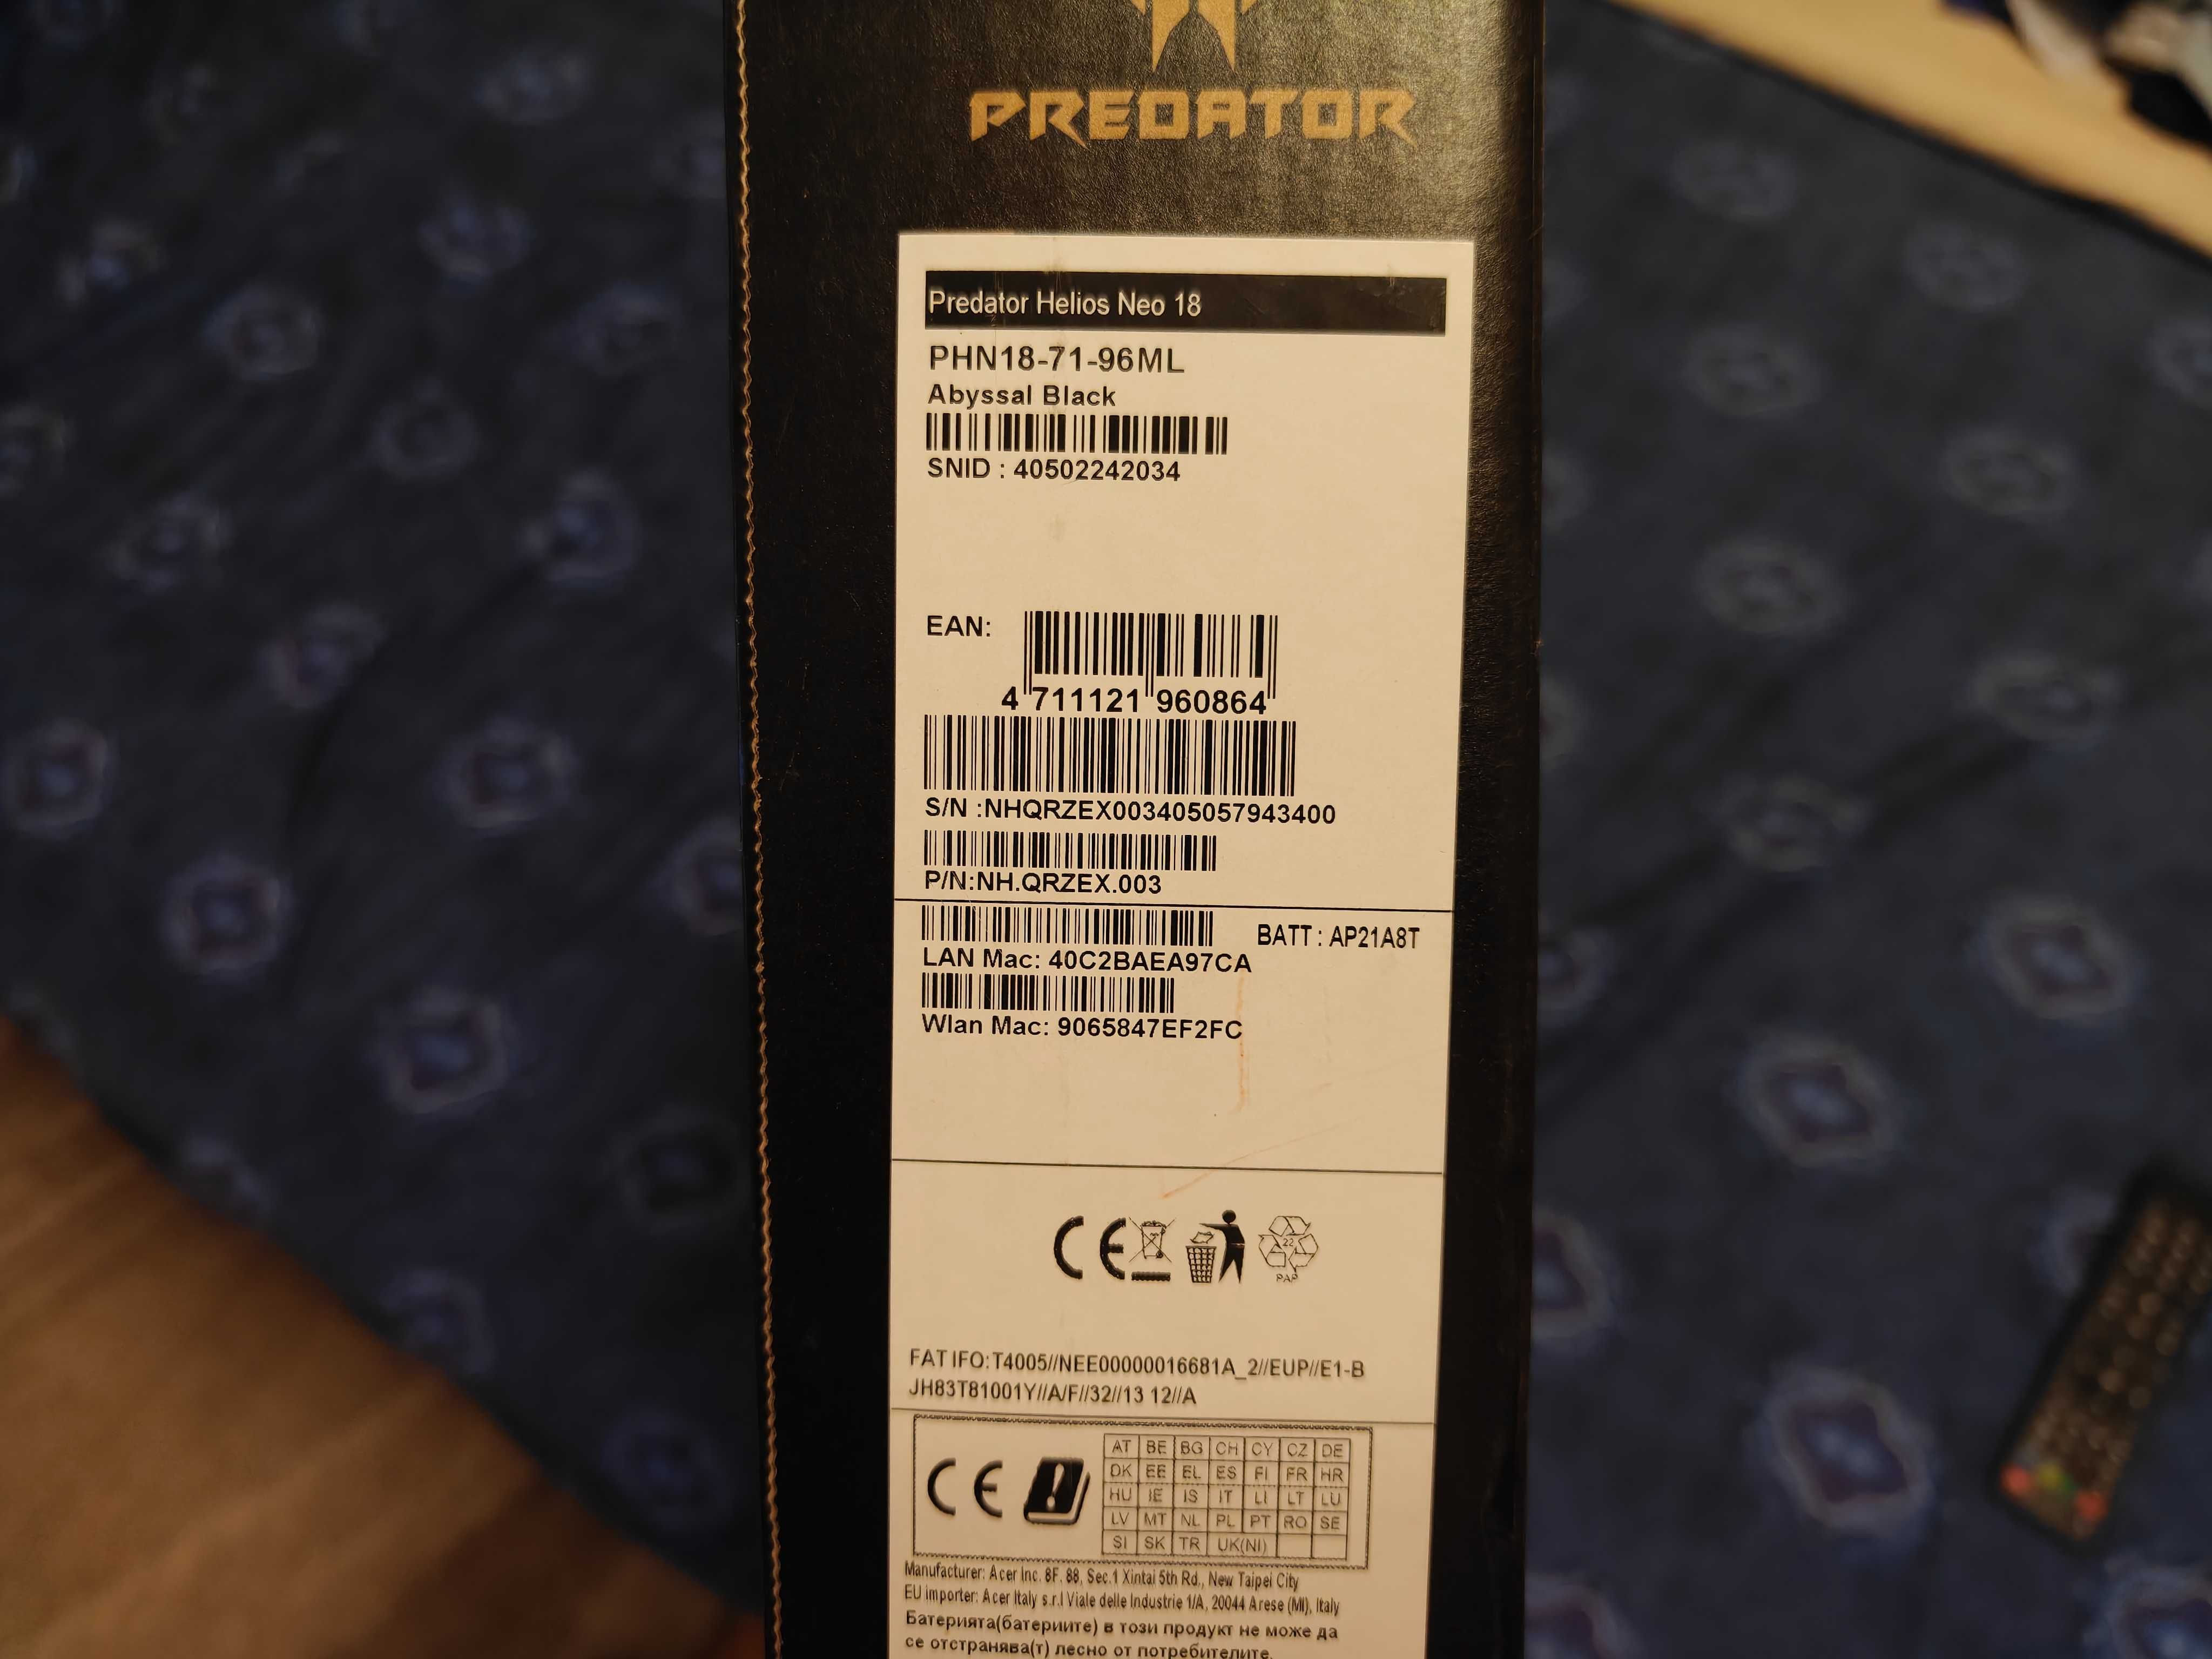 PREDATOR
Predator Helios Neo 18
PHN18-71-96ML
Abyssal Black
SNID : 40502242034
EAN:
4 711121 960864
S/N :NHQRZEX003405057943400
P/N:NH.QRZEX.003
BATT : AP21A8T
LAN Mac: 40C2BAEA97CA
Wlan Mac: 9065847EF2FC
CE
22
PAP
FAT IFO:T4005//NEE00000016681A_2//EUP//E1-B
JH83T81001Y//A/F//32//13 12//A
CE
AT BE BG CH CY CZ DE
DK EE EL ES FI FR HR
HU IE IS IT LI LT LU
LV MT NL PL PT RO SE
SI SK TR UK(NI)
Manufacturer: Acer Inc. 8F. 88, Sec.1 Xintai 5th Rd., New Taipei City
EU importer: Acer Italy s.r.l Viale delle Industrie 1/A, 20044 Arese (MI), Italy
Батерията(батериите) в този продукт не може да
се отстранява(т) лесно от потребителите.